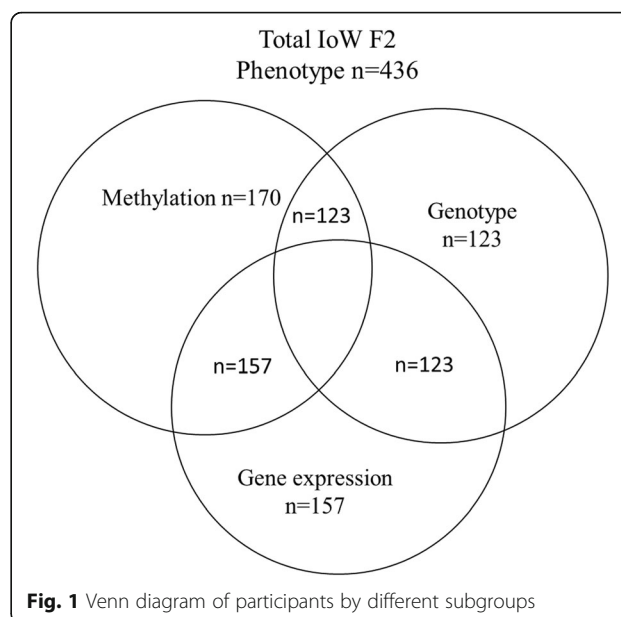 Total IoW F2
Phenotype n=436
Methylation n=170
n=123
Genotype
n=123
n=157
n=123
Gene expression
n=157
Fig. 1 Venn diagram of participants by different subgroups